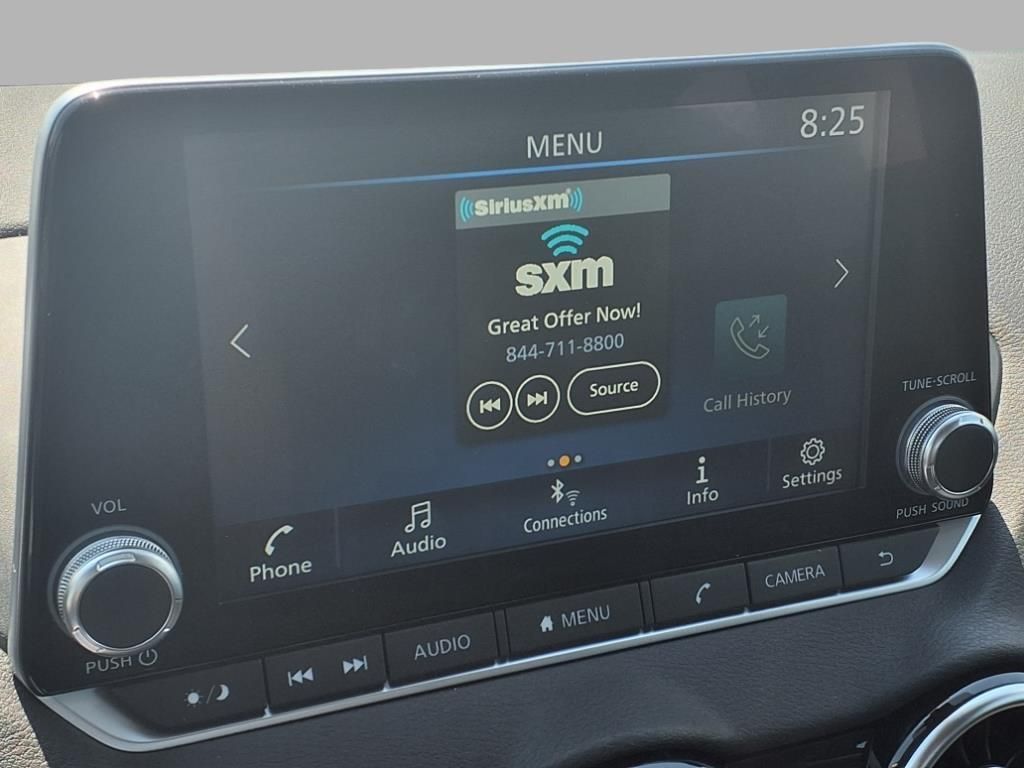 MENU
8:25
SiriusXm
sxm
Great Offer Now!
844-711-8800
Source
Call History
TUNE·SCROLL
PUSH SOUND
Phone
Audio
Connections
Info
Settings
VOL
PUSH
AUDIO
MENU
CAMERA